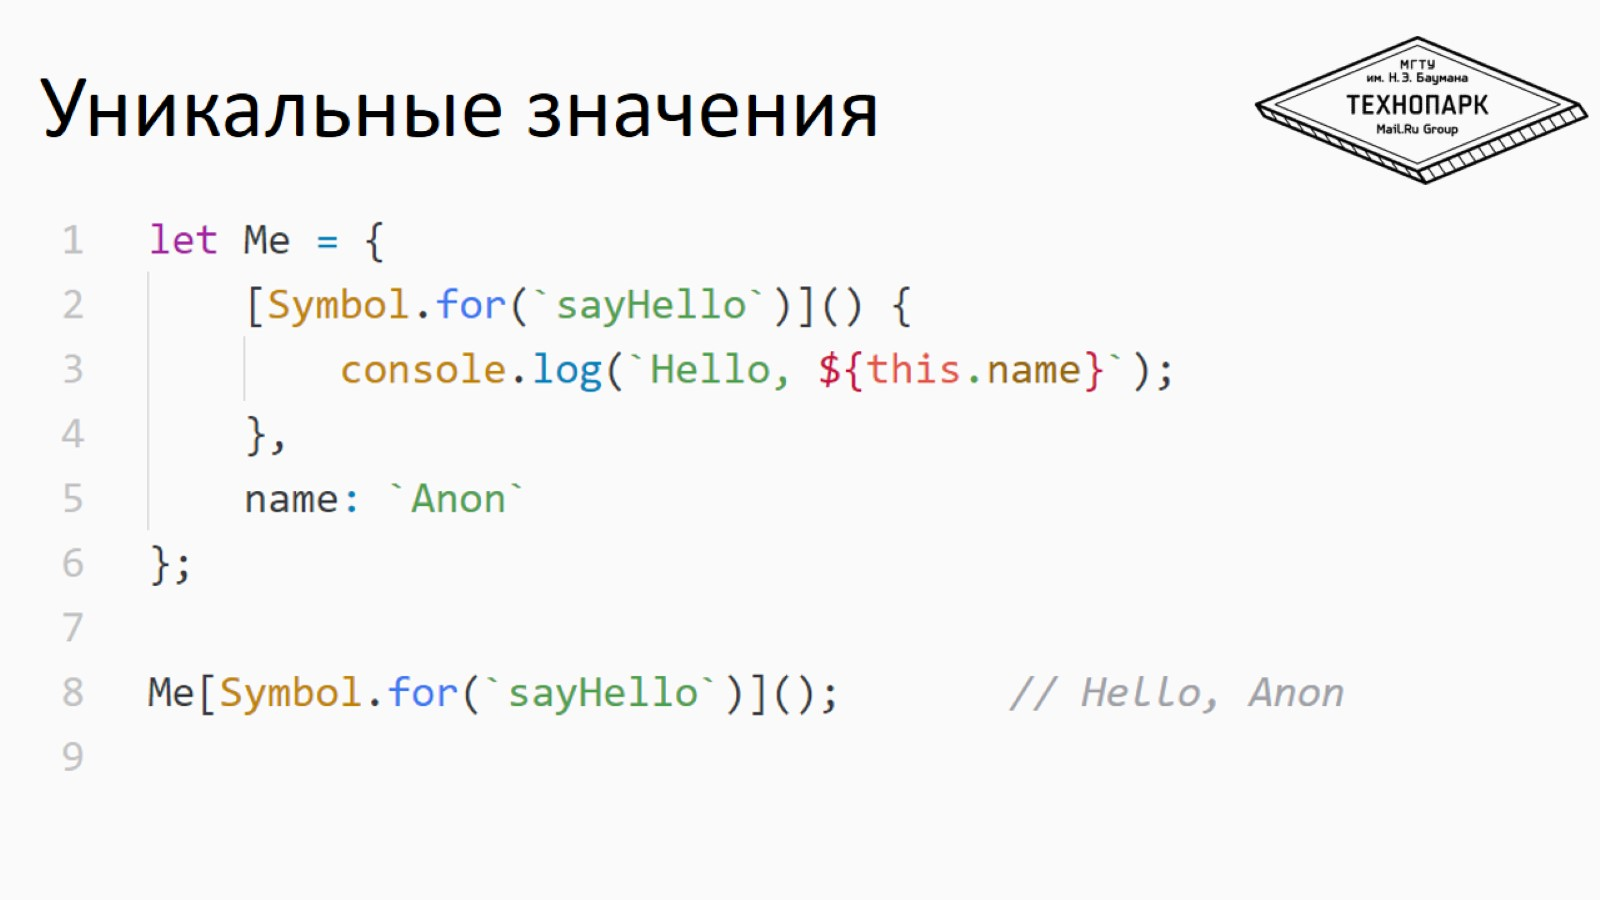 Уникальные значения
МГТУ
им. Н.Э. Баумана
ТЕХНОПАРК
Mail.Ru Group
1 let Me = {
2     [Symbol.for(`sayHello`)]() {
3         console.log(`Hello, ${this.name}`);
4     },
5     name: `Anon`
6 };
7
8 Me[Symbol.for(`sayHello`)]();       // Hello, Anon
9